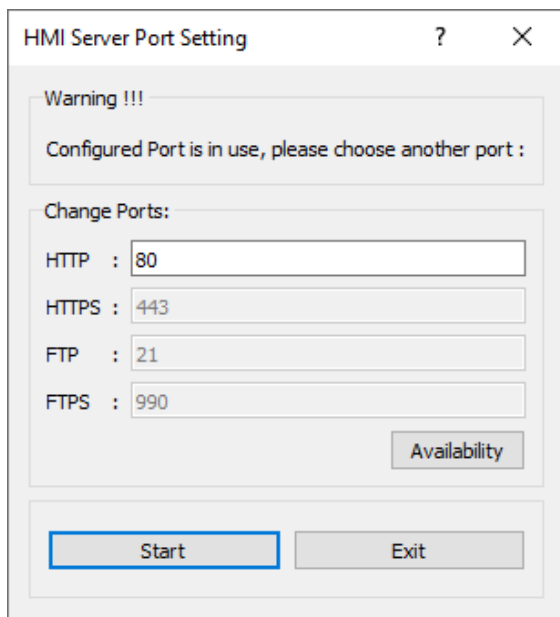 HMI Server Port Setting ?
Warning !!!
Configured Port is in use, please choose another port :
Change Ports:
HTTP : 80
HTTPS : 443
FTP : 21
FTPS : 990
Availability
Start Exit